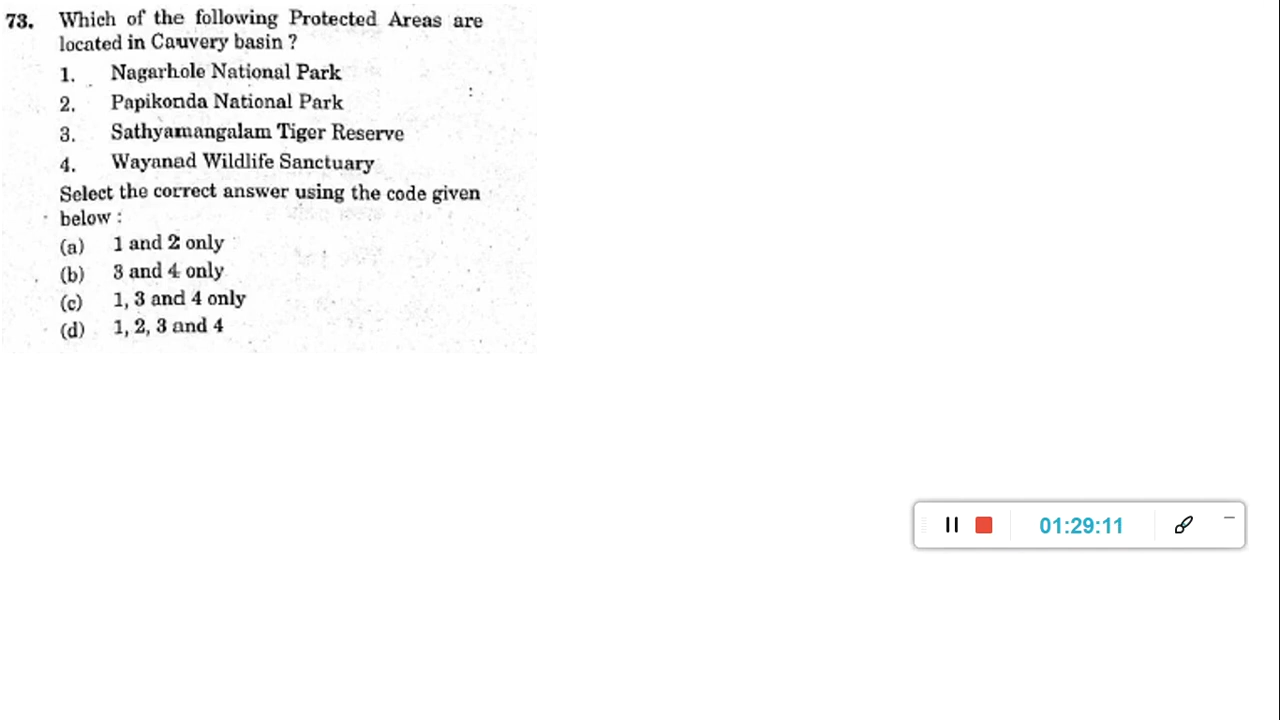 73. Which of the following Protected Areas are
located in Cauvery basin ?
1. Nagarhole National Park
2. Papikonda National Park
3. Sathyamangalam Tiger Reserve
4. Wayanad Wildlife Sanctuary
Select the correct answer using the code given
below :
(a) 1 and 2 only
(b) 3 and 4 only
(c) 1, 3 and 4 only
(d) 1, 2, 3 and 4
01:29:11